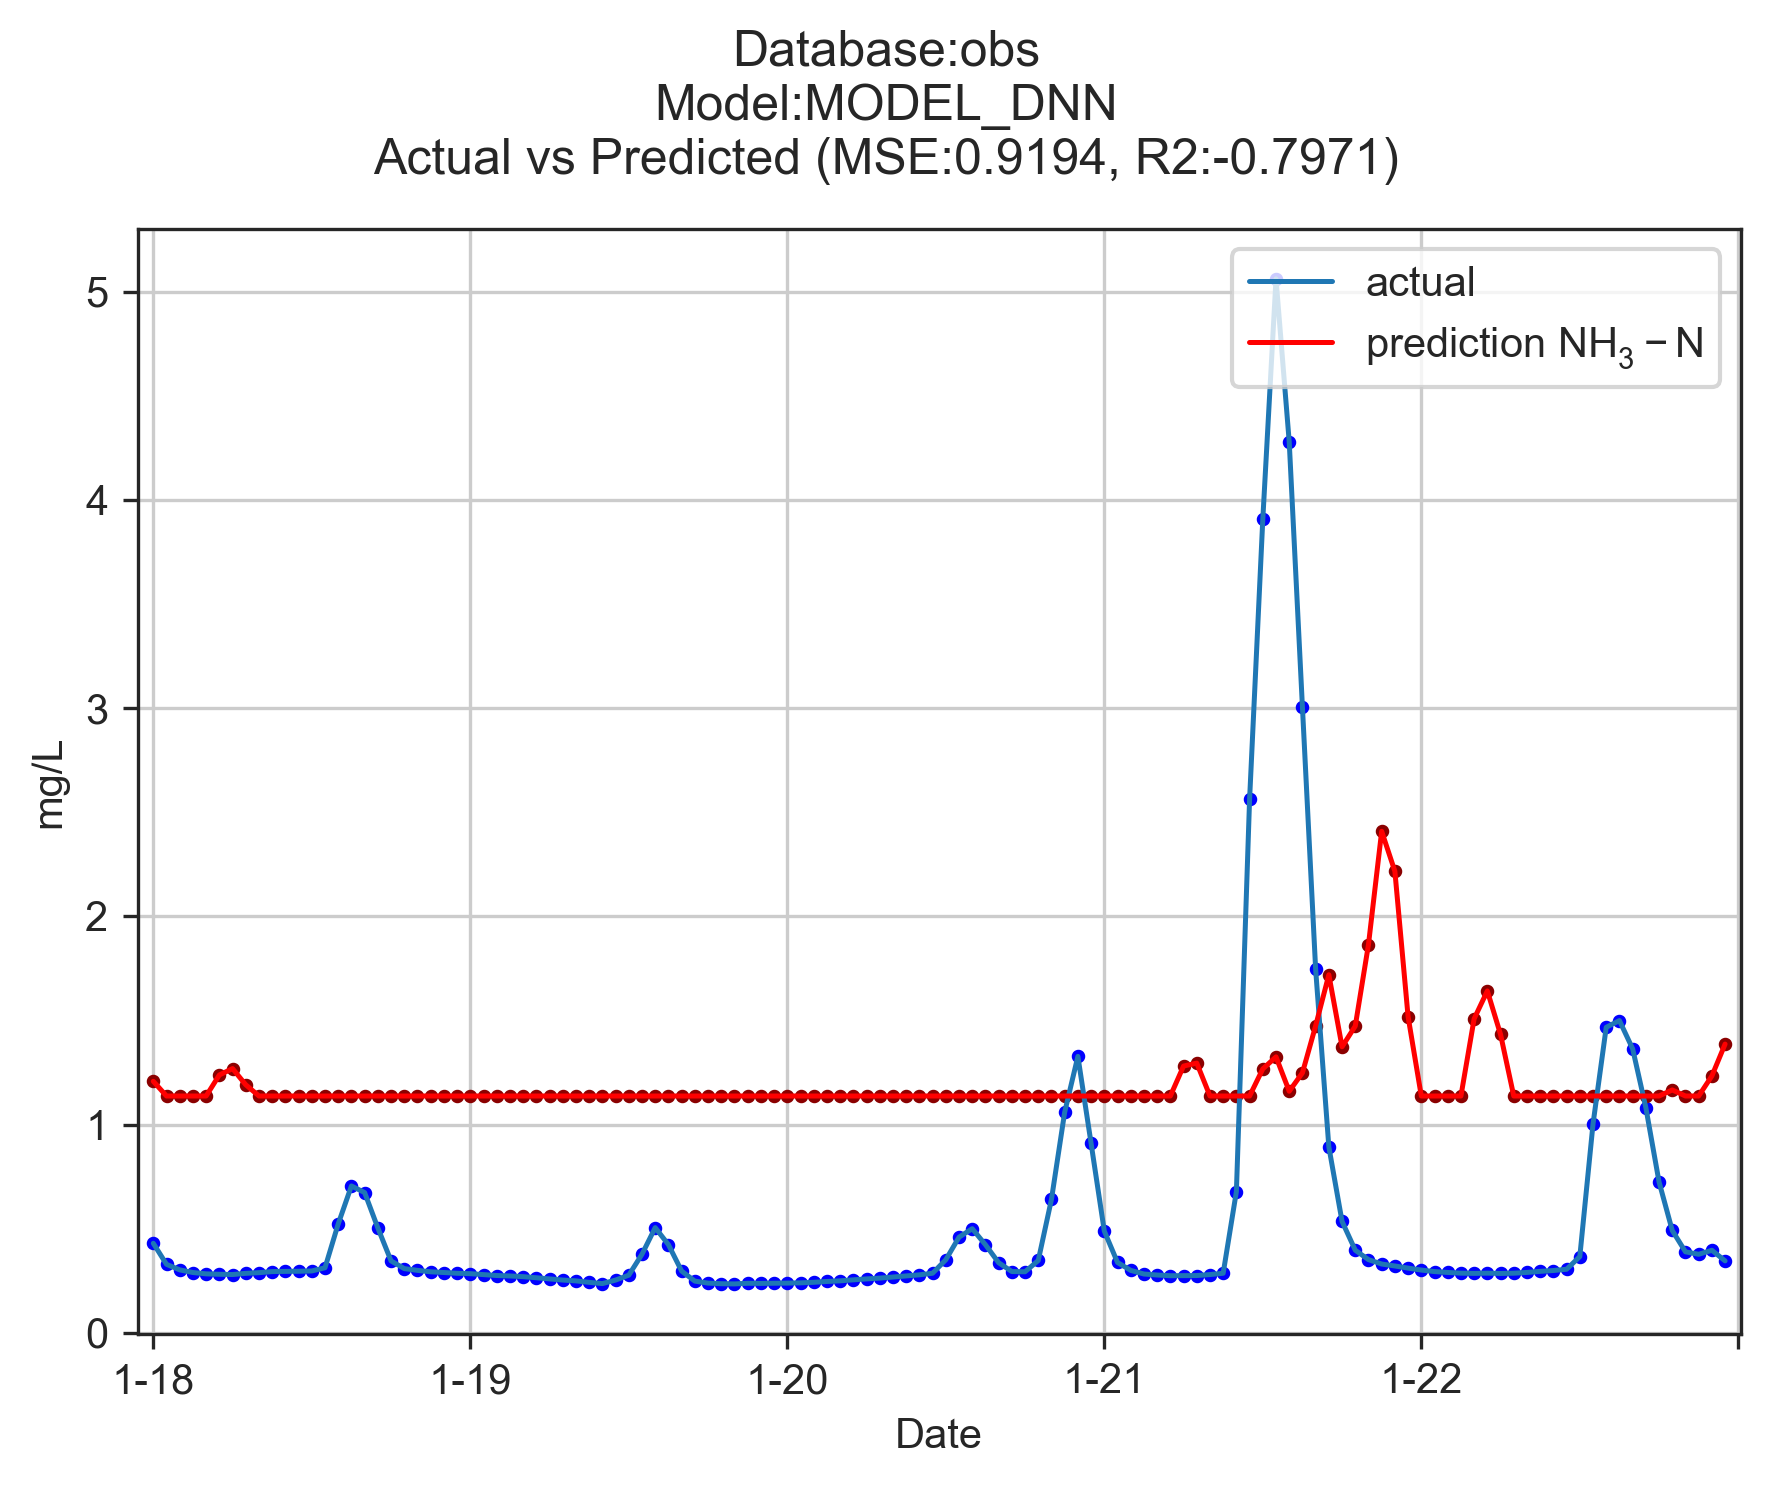 Database:obs
Model:MODEL_DNN
Actual vs Predicted (MSE:0.9194, R2:-0.7971)
actual
prediction NH₃ − N
5
4
3
2
1
0
mg/L
1-18 1-19 1-20 1-21 1-22
Date